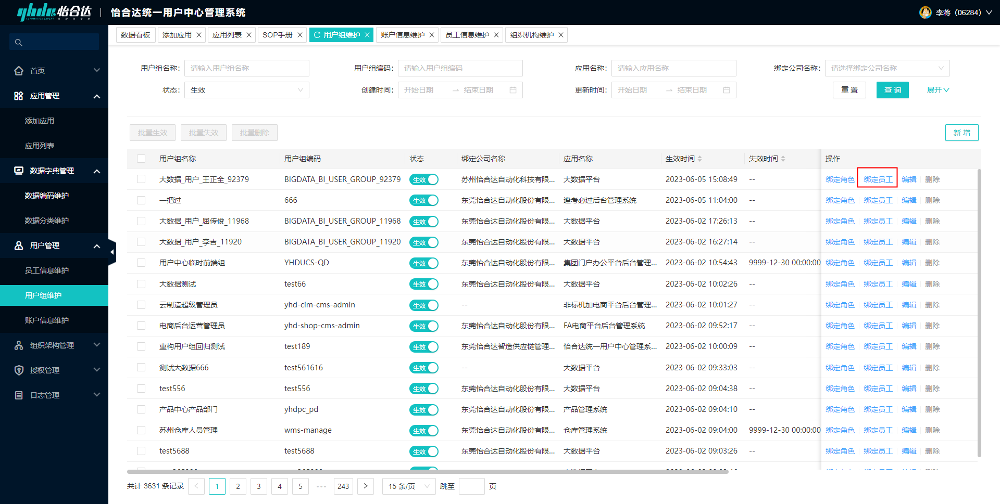 yhdm怡合达 怡合达统一用户中心管理系统 李蒋（06284）
AUTOMATION EXPERT 自 动 化 专 家
数据看板 添加应用 应用列表 SOP手册 用户组维护 账户信息维护 员工信息维护 组织机构维护
首页
应用管理
添加应用
应用列表
数据字典管理
数据编码维护
数据分类维护
用户管理
员工信息维护
用户组维护
账户信息维护
组织架构管理
授权管理
日志管理
用户组名称: 请输入用户组名称 用户组编码: 请输入用户组编码 应用名称: 请输入应用名称 绑定公司名称: 请选择绑定公司名称
状态: 生效 创建时间: 开始日期 → 结束日期 更新时间: 开始日期 → 结束日期 重 置 查 询 展开
批量生效 批量失效 批量删除 新 增
用户组名称 用户组编码 状态 绑定公司名称 应用名称 生效时间 失效时间 操作
大数据_用户_王正全_92379 BIGDATA_BI_USER_GROUP_92379 生效 苏州怡合达自动化科技有限... 大数据平台 2023-06-05 15:08:49 -- 绑定角色 绑定员工 编辑 删除
一把过 666 生效 东莞怡合达自动化股份有限... 逢考必过后台管理系统 2023-06-05 11:04:00 -- 绑定角色 绑定员工 编辑 删除
大数据_用户_屈传俊_11968 BIGDATA_BI_USER_GROUP_11968 生效 东莞怡合达自动化股份有限... 大数据平台 2023-06-02 17:26:13 -- 绑定角色 绑定员工 编辑 删除
大数据_用户_李吉_11920 BIGDATA_BI_USER_GROUP_11920 生效 东莞怡合达自动化股份有限... 大数据平台 2023-06-02 16:27:14 -- 绑定角色 绑定员工 编辑 删除
用户中心临时前端组 YHDUCS-QD 生效 东莞怡合达自动化股份有限... 集团门户办公平台后台管理... 2023-06-02 10:54:43 9999-12-30 00:00:00 绑定角色 绑定员工 编辑 删除
大数据测试 test66 生效 东莞怡合达自动化股份有限... 大数据平台 2023-06-02 10:02:26 -- 绑定角色 绑定员工 编辑 删除
云制造超级管理员 yhd-cim-cms-admin 生效 -- 非标机加电商平台后台管理... 2023-06-02 10:01:27 -- 绑定角色 绑定员工 编辑 删除
电商后台运营管理员 yhd-shop-cms-admin 生效 东莞怡合达自动化股份有限... FA电商平台后台管理系统 2023-06-02 09:52:17 -- 绑定角色 绑定员工 编辑 删除
重构用户组回归测试 test189 生效 东莞怡合达智造供应链管理... 怡合达统一用户中心管理系... 2023-06-02 10:00:09 -- 绑定角色 绑定员工 编辑 删除
测试大数据666 test561616 生效 -- 大数据平台 2023-06-02 09:33:03 -- 绑定角色 绑定员工 编辑 删除
test556 test556 生效 东莞怡合达自动化股份有限... 大数据平台 2023-06-02 09:04:38 -- 绑定角色 绑定员工 编辑 删除
产品中心产品部门 yhdpc_pd 生效 东莞怡合达自动化股份有限... 产品管理系统 2023-06-02 09:04:10 -- 绑定角色 绑定员工 编辑 删除
苏州仓库人员管理 wms-manage 生效 东莞怡合达自动化股份有限... 仓库管理系统 2023-06-02 09:04:00 9999-12-30 00:00:00 绑定角色 绑定员工 编辑 删除
test5688 test5688 生效 东莞怡合达自动化股份有限... 大数据平台 2023-06-02 09:03:26 -- 绑定角色 绑定员工 编辑 删除
共计 3631 条记录 < 1 2 3 4 5 ••• 243 > 15 条/页 跳至 页